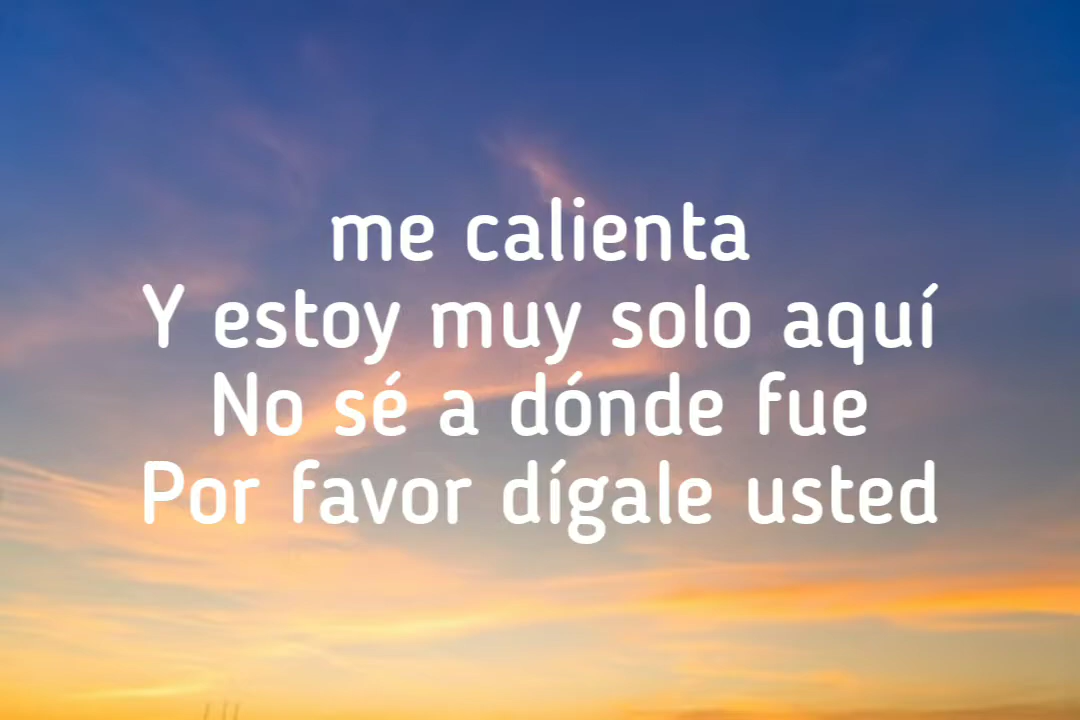 me calienta
Y estoy muy solo aquí
No sé a dónde fue
Por favor dígale usted